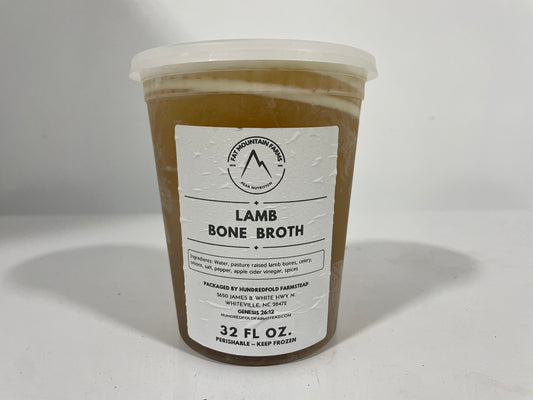 FAT MOUNTAIN FARMS
PEAK NUTRITION
LAMB
BONE BROTH
Ingredients: Water, pasture raised lamb bones, celery,
onions, salt, pepper, apple cider vinegar, spices
PACKAGED BY HUNDREDFOLD FARMSTEAD
3650 JAMES B. WHITE HWY N
WHITEVILLE, NC 28472
GENESIS 26:12
HUNDREDFOLDFARMSTEAD.COM
32 FL OZ.
PERISHABLE – KEEP FROZEN